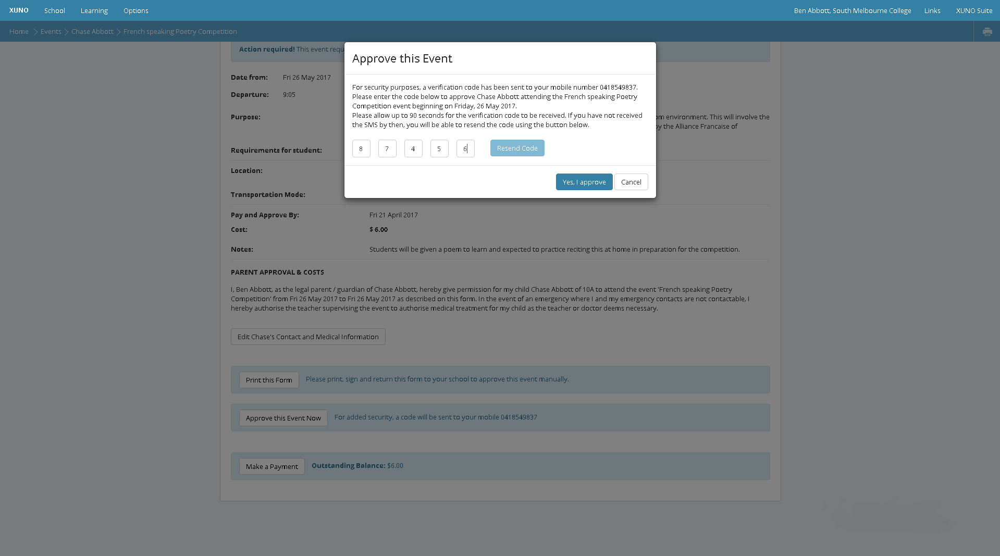 XUNO School Learning Options Ben Abbott, South Melbourne College Links XUNO Suite
Home Events Chase Abbott French speaking Poetry Competition
Action required! This event requ
Approve this Event
For security purposes, a verification code has been sent to your mobile number 0418549837.
Please enter the code below to approve Chase Abbott attending the French speaking Poetry
Competition event beginning on Friday, 26 May 2017.
Please allow up to 90 seconds for the verification code to be received. If you have not received
the SMS by then, you will be able to resend the code using the button below.
8 7 4 5 6 Resend Code
Yes, I approve Cancel
Date from: Fri 26 May 2017
Departure: 9:05
Purpose: om environment. This will involve the
by the Alliance Francaise of
Requirements for student:
Location:
Transportation Mode:
Pay and Approve By: Fri 21 April 2017
Cost: $ 6.00
Notes: Students will be given a poem to learn and expected to practice reciting this at home in preparation for the competition.
PARENT APPROVAL & COSTS
I, Ben Abbott, as the legal parent / guardian of Chase Abbott, hereby give permission for my child Chase Abbott of 10A to attend the event 'French speaking Poetry
Competition' from Fri 26 May 2017 to Fri 26 May 2017 as described on this form. In the event of an emergency where I and my emergency contacts are not contactable, I
hereby authorise the teacher supervising the event to authorise medical treatment for my child as the teacher or doctor deems necessary.
Edit Chase's Contact and Medical Information
Print this Form Please print, sign and return this form to your school to approve this event manually.
Approve this Event Now For added security, a code will be sent to your mobile 0418549837
Make a Payment Outstanding Balance: $6.00